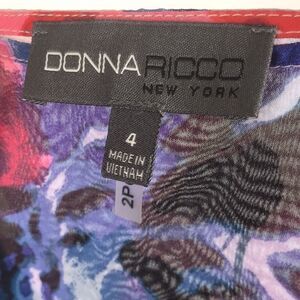 DONNA RICCO
NEW YORK
4
MADE IN
VIETNAM
2P